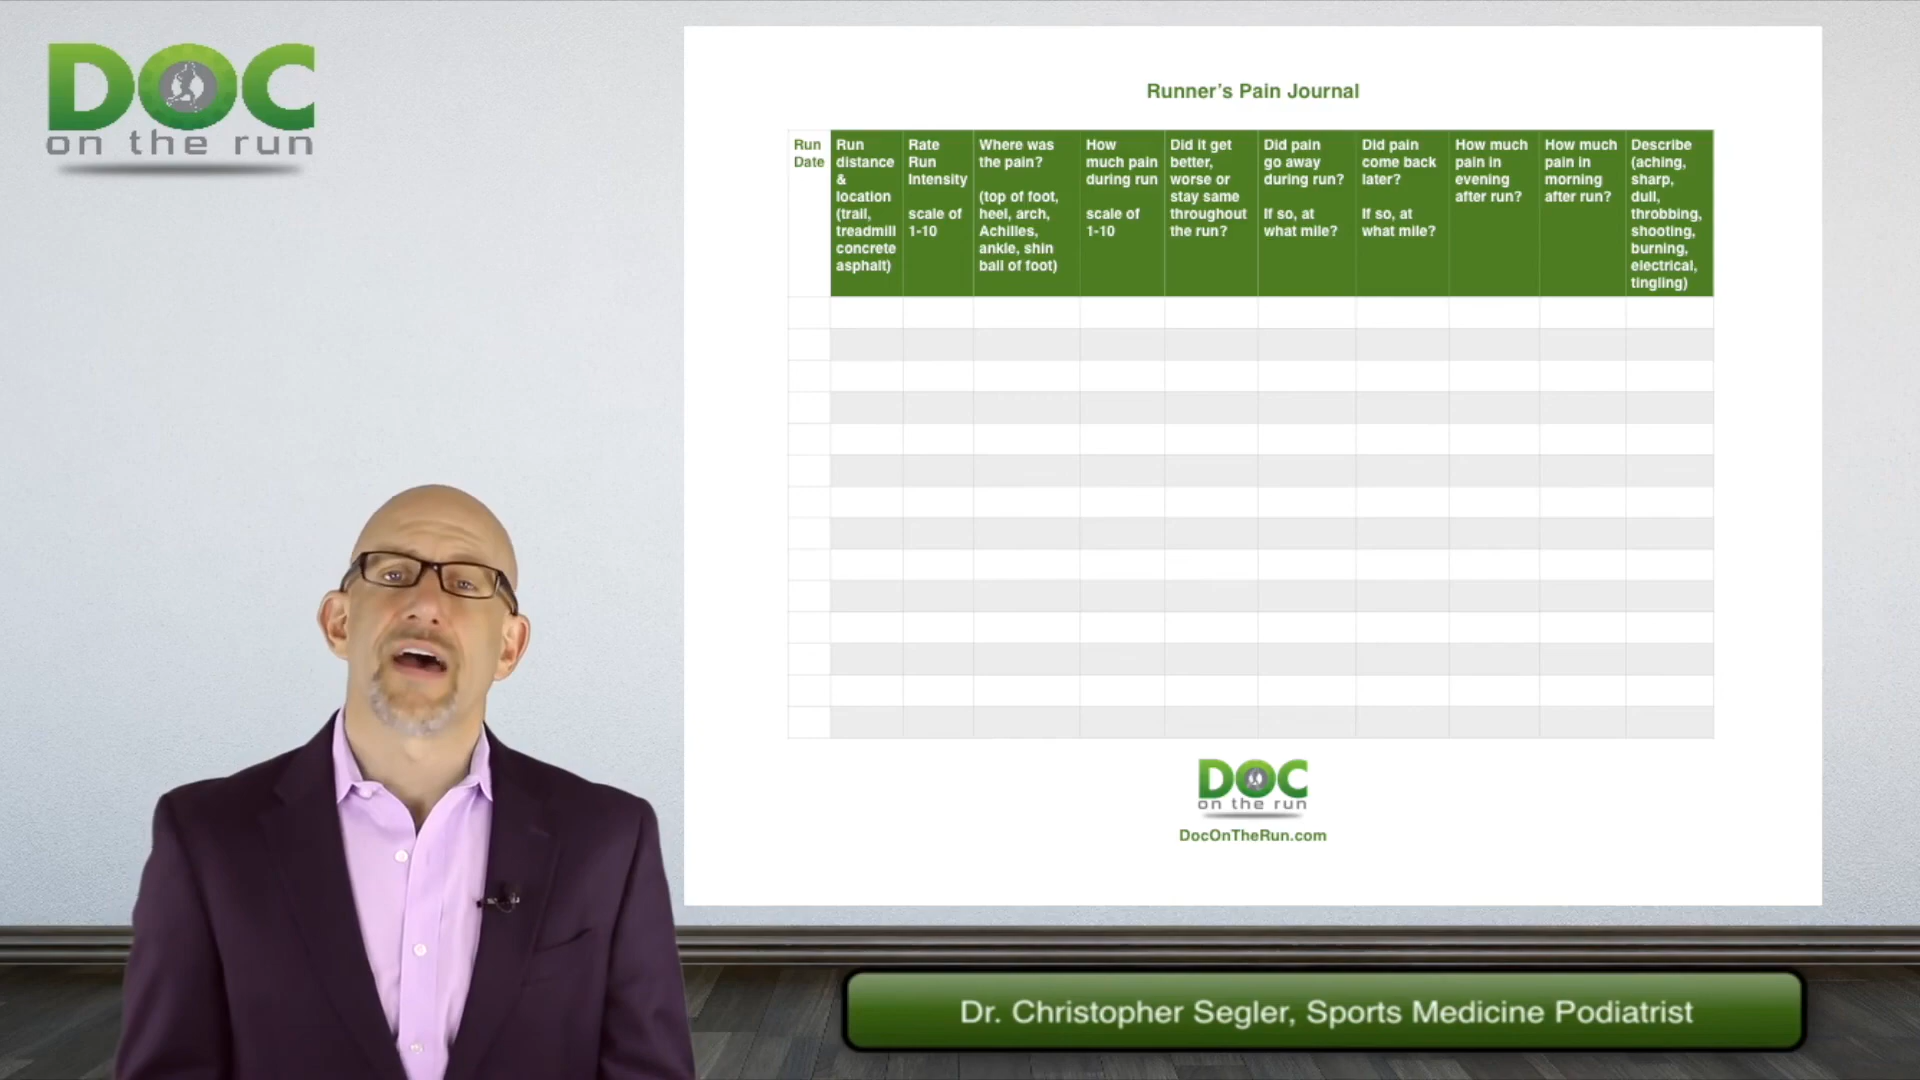 DOC
on the run
Runner's Pain Journal
Run
Date
Run
distance
&
location
(trail,
treadmill
concrete
asphalt)
Rate
Run
Intensity
scale of
1-10
Where was
the pain?
(top of foot,
heel, arch,
Achilles,
ankle, shin
ball of foot)
How
much pain
during run
scale of
1-10
Did it get
better,
worse or
stay same
throughout
the run?
Did pain
go away
during run?
If so, at
what mile?
Did pain
come back
later?
If so, at
what mile?
How much
pain in
evening
after run?
How much
pain in
morning
after run?
Describe
(aching,
sharp,
dull,
throbbing,
shooting,
burning,
electrical,
tingling)
DOC
on the run
DocOnTheRun.com
Dr. Christopher Segler, Sports Medicine Podiatrist